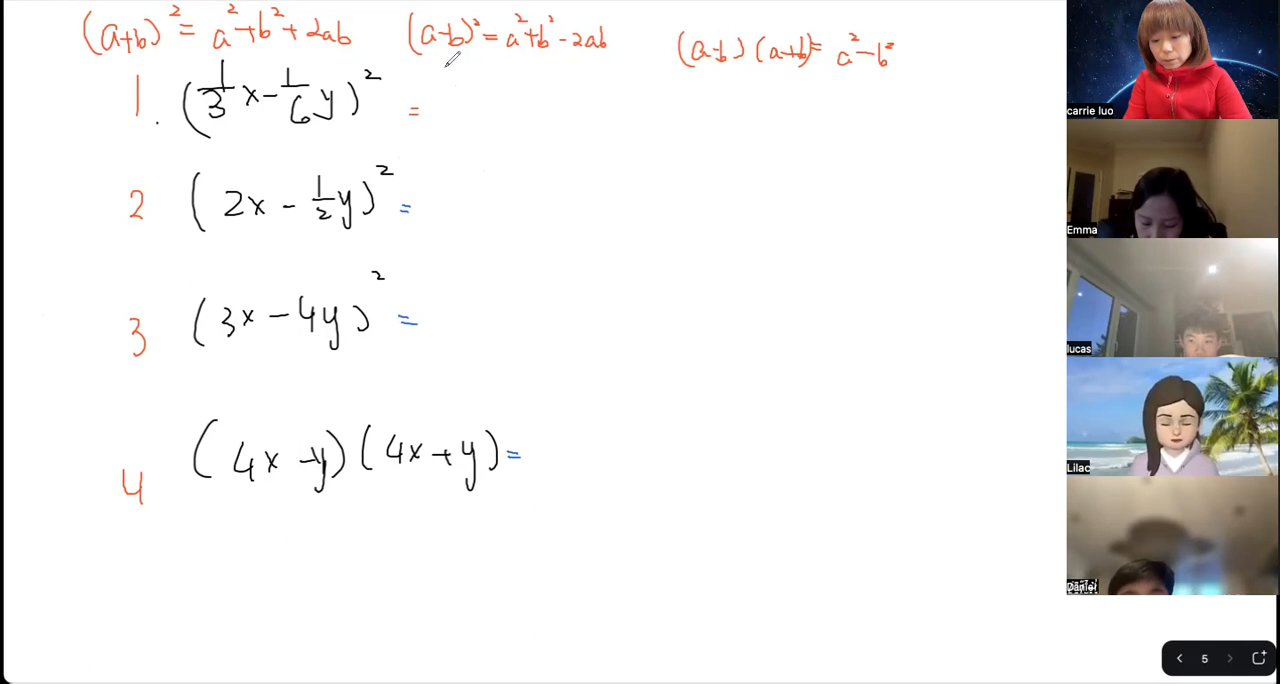 (a+b)² = a²+b²+2ab (a-b)² = a²+b²-2ab (a-b)(a+b)= a²-b²
1. (1/3 x - 1/6 y)² =
2 (2x - 1/2 y)² =
3 (3x - 4y)² =
4 (4x - y)(4x + y) =
carrie luo
Emma
lucas
Lilac
Daniel
5